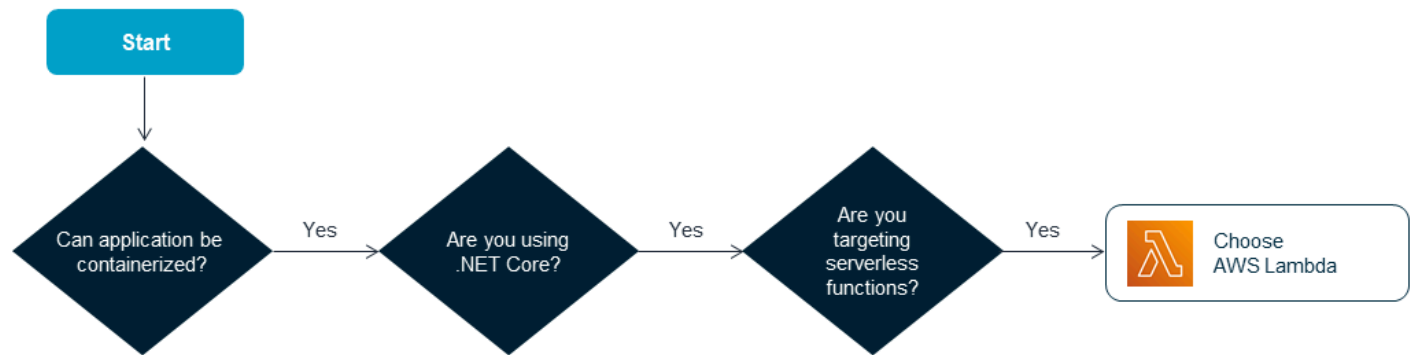 Start
Can application be
containerized?
Yes
Are you using
.NET Core?
Yes
Are you
targeting
serverless
functions?
Yes
Choose
AWS Lambda